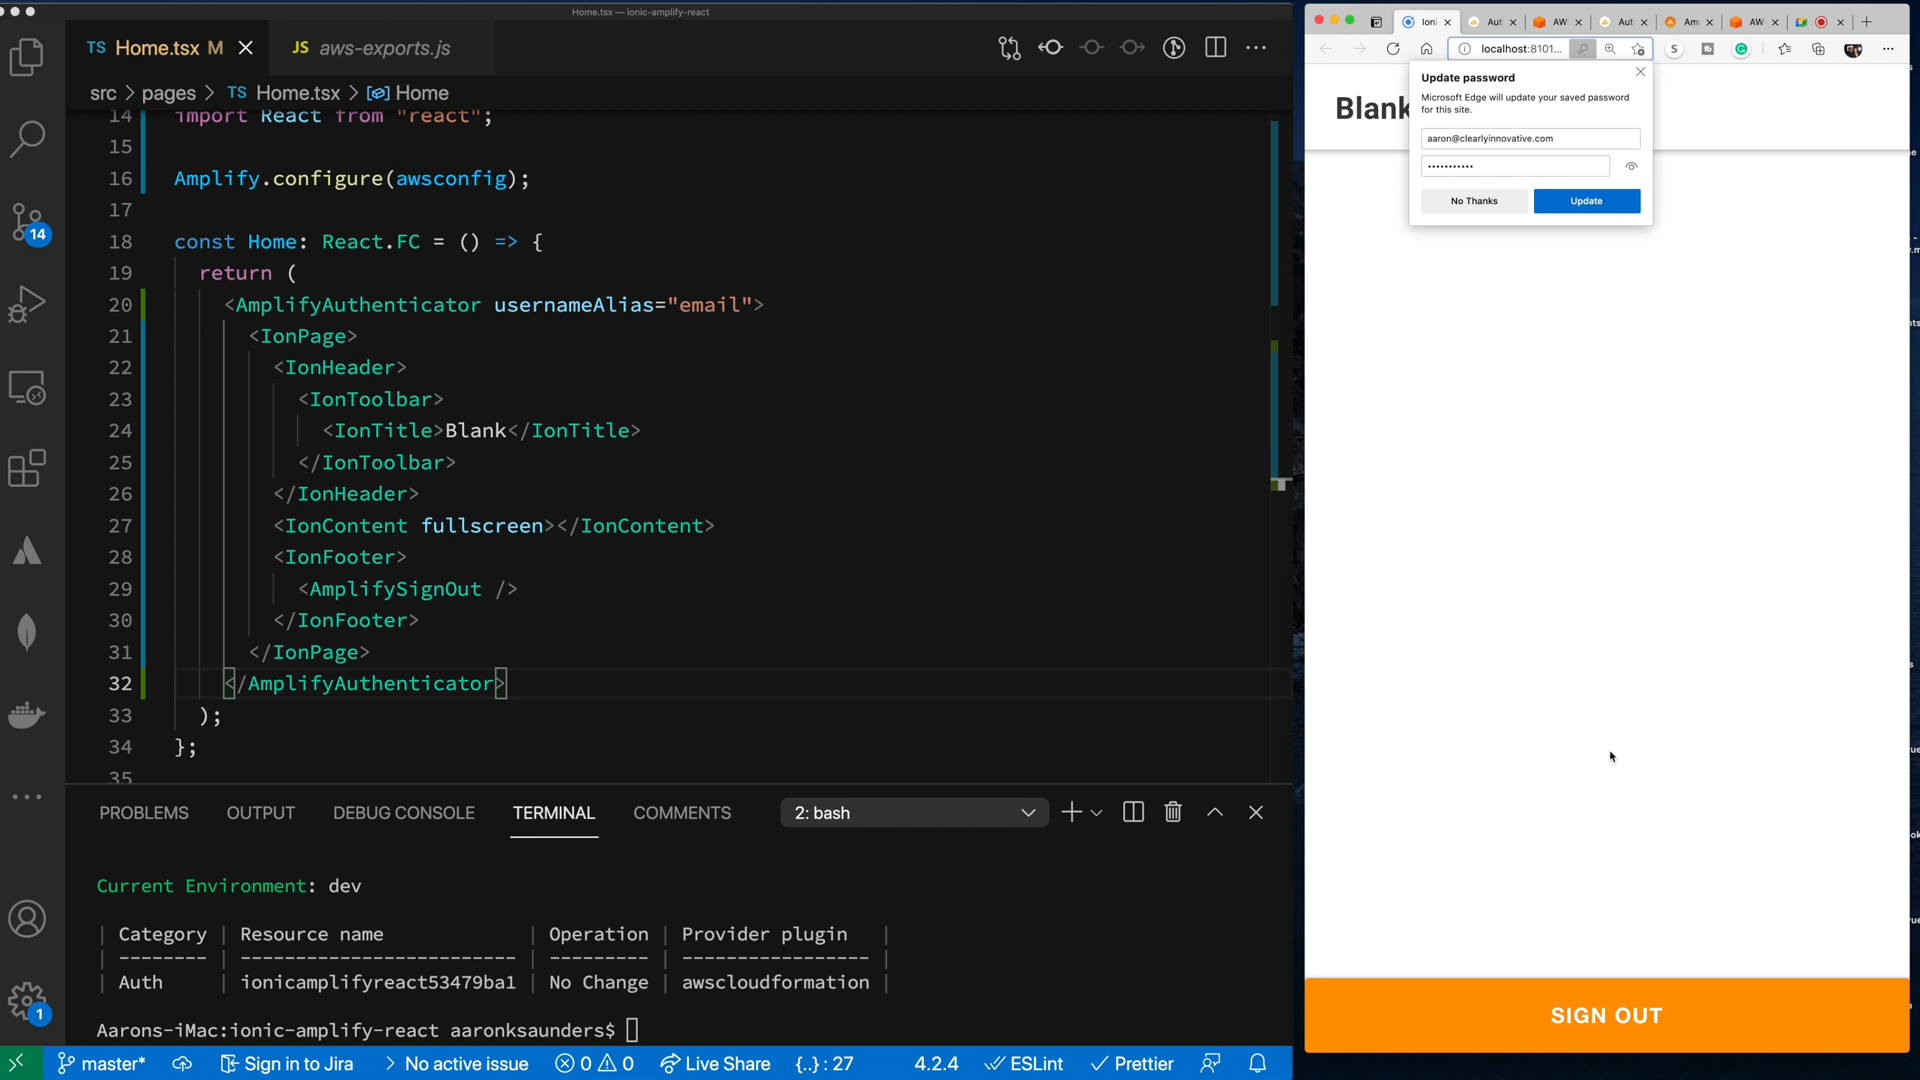 Home.tsx — ionic-amplify-react
TS Home.tsx M
JS aws-exports.js
src > pages > TS Home.tsx > Home
14 import React from "react";
15
16 Amplify.configure(awsconfig);
17
18 const Home: React.FC = () => {
19 return (
20 <AmplifyAuthenticator usernameAlias="email">
21 <IonPage>
22 <IonHeader>
23 <IonToolbar>
24 <IonTitle>Blank</IonTitle>
25 </IonToolbar>
26 </IonHeader>
27 <IonContent fullscreen></IonContent>
28 <IonFooter>
29 <AmplifySignOut />
30 </IonFooter>
31 </IonPage>
32 </AmplifyAuthenticator>
33 );
34 };
35
14
1
PROBLEMS OUTPUT DEBUG CONSOLE TERMINAL COMMENTS 2: bash
Current Environment: dev
| Category | Resource name | Operation | Provider plugin |
| -------- | ----------------------- | --------- | ----------------- |
| Auth | ionicamplifyreact53479ba1 | No Change | awscloudformation |
Aarons-iMac:ionic-amplify-react aaronksaunders$
master* Sign in to Jira > No active issue 0 0 Live Share {..} : 27 4.2.4 ESLint Prettier
Ioni Aut AW Aut Am AW
localhost:8101...
S
Blank
Update password
Microsoft Edge will update your saved password
for this site.
aaron@clearlyinnovative.com
•••••••••••
No Thanks Update
SIGN OUT